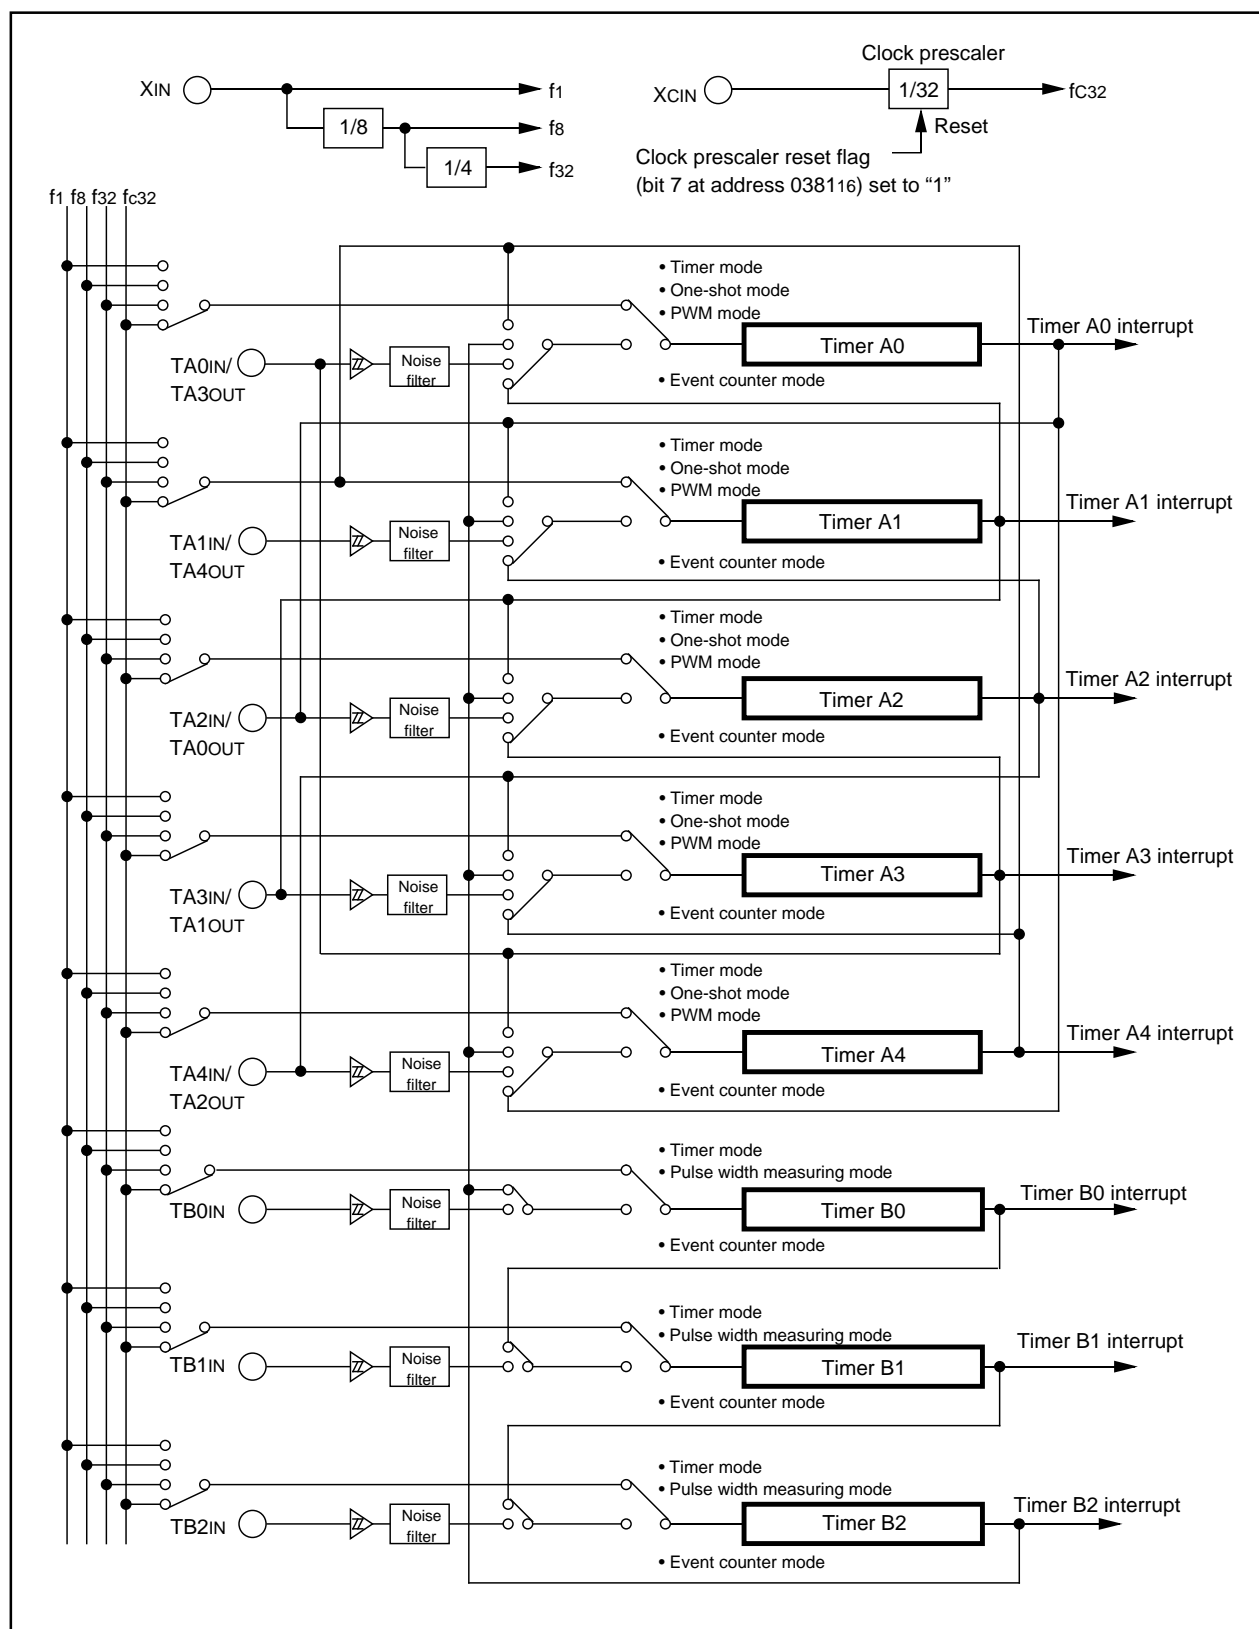 Clock prescaler
XIN
f1
XCIN
1/32
fC32
1/8
f8
Reset
1/4
f32
Clock prescaler reset flag
(bit 7 at address 038116) set to “1”
f1 f8 f32 fc32
• Timer mode
• One-shot mode
• PWM mode
Timer A0 interrupt
Timer A0
TA0IN/
TA3OUT
Noise
filter
• Event counter mode
• Timer mode
• One-shot mode
• PWM mode
Timer A1 interrupt
Timer A1
TA1IN/
TA4OUT
Noise
filter
• Event counter mode
• Timer mode
• One-shot mode
• PWM mode
Timer A2 interrupt
Timer A2
TA2IN/
TA0OUT
Noise
filter
• Event counter mode
• Timer mode
• One-shot mode
• PWM mode
Timer A3 interrupt
Timer A3
TA3IN/
TA1OUT
Noise
filter
• Event counter mode
• Timer mode
• One-shot mode
• PWM mode
Timer A4 interrupt
Timer A4
TA4IN/
TA2OUT
Noise
filter
• Event counter mode
• Timer mode
• Pulse width measuring mode
Timer B0 interrupt
TB0IN
Noise
filter
Timer B0
• Event counter mode
• Timer mode
• Pulse width measuring mode
Timer B1 interrupt
TB1IN
Noise
filter
Timer B1
• Event counter mode
• Timer mode
• Pulse width measuring mode
Timer B2 interrupt
TB2IN
Noise
filter
Timer B2
• Event counter mode